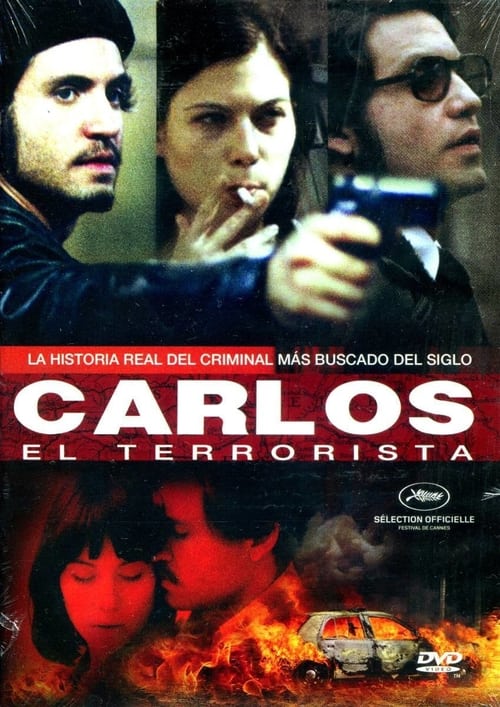 LA HISTORIA REAL DEL CRIMINAL MÁS BUSCADO DEL SIGLO
CARLOS
EL TERRORISTA
SÉLECTION OFFICIELLE
FESTIVAL DE CANNES
DVD
VIDEO
TM